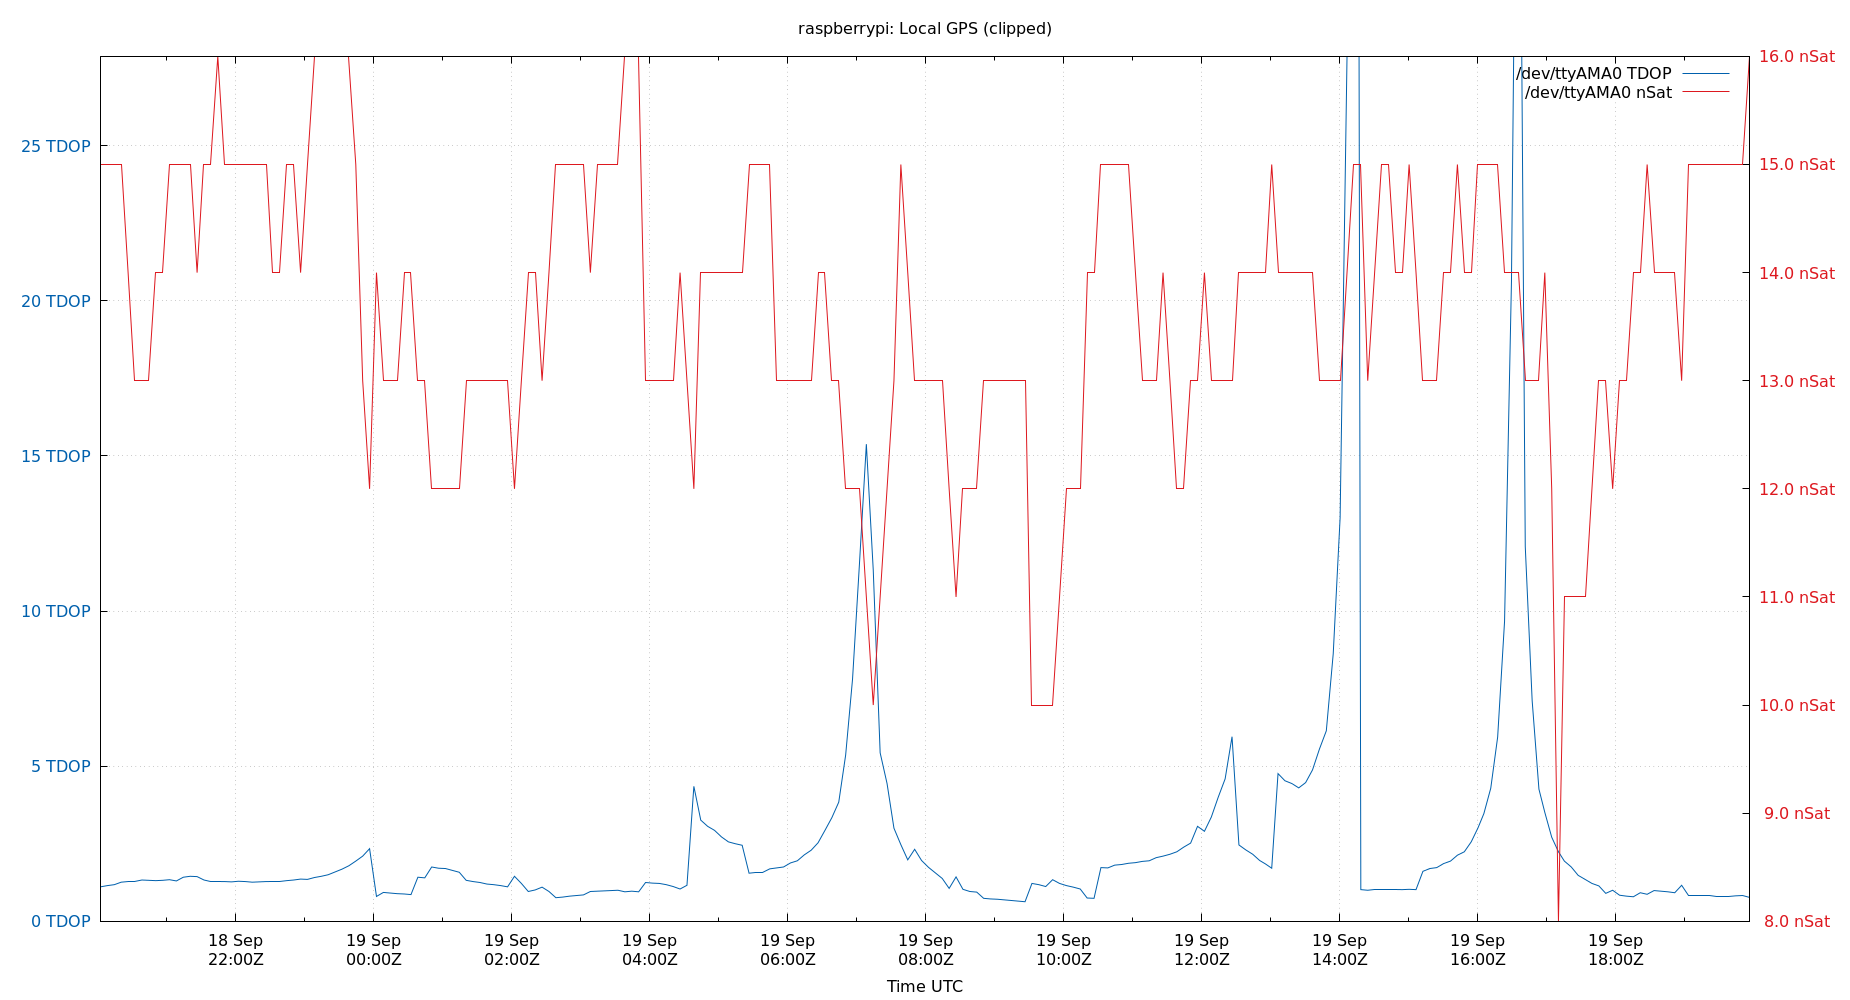 raspberrypi: Local GPS (clipped)
/dev/ttyAMA0 TDOP
/dev/ttyAMA0 nSat
25 TDOP
20 TDOP
15 TDOP
10 TDOP
5 TDOP
0 TDOP
16.0 nSat
15.0 nSat
14.0 nSat
13.0 nSat
12.0 nSat
11.0 nSat
10.0 nSat
9.0 nSat
8.0 nSat
18 Sep
22:00Z
19 Sep
00:00Z
19 Sep
02:00Z
19 Sep
04:00Z
19 Sep
06:00Z
19 Sep
08:00Z
19 Sep
10:00Z
19 Sep
12:00Z
19 Sep
14:00Z
19 Sep
16:00Z
19 Sep
18:00Z
Time UTC